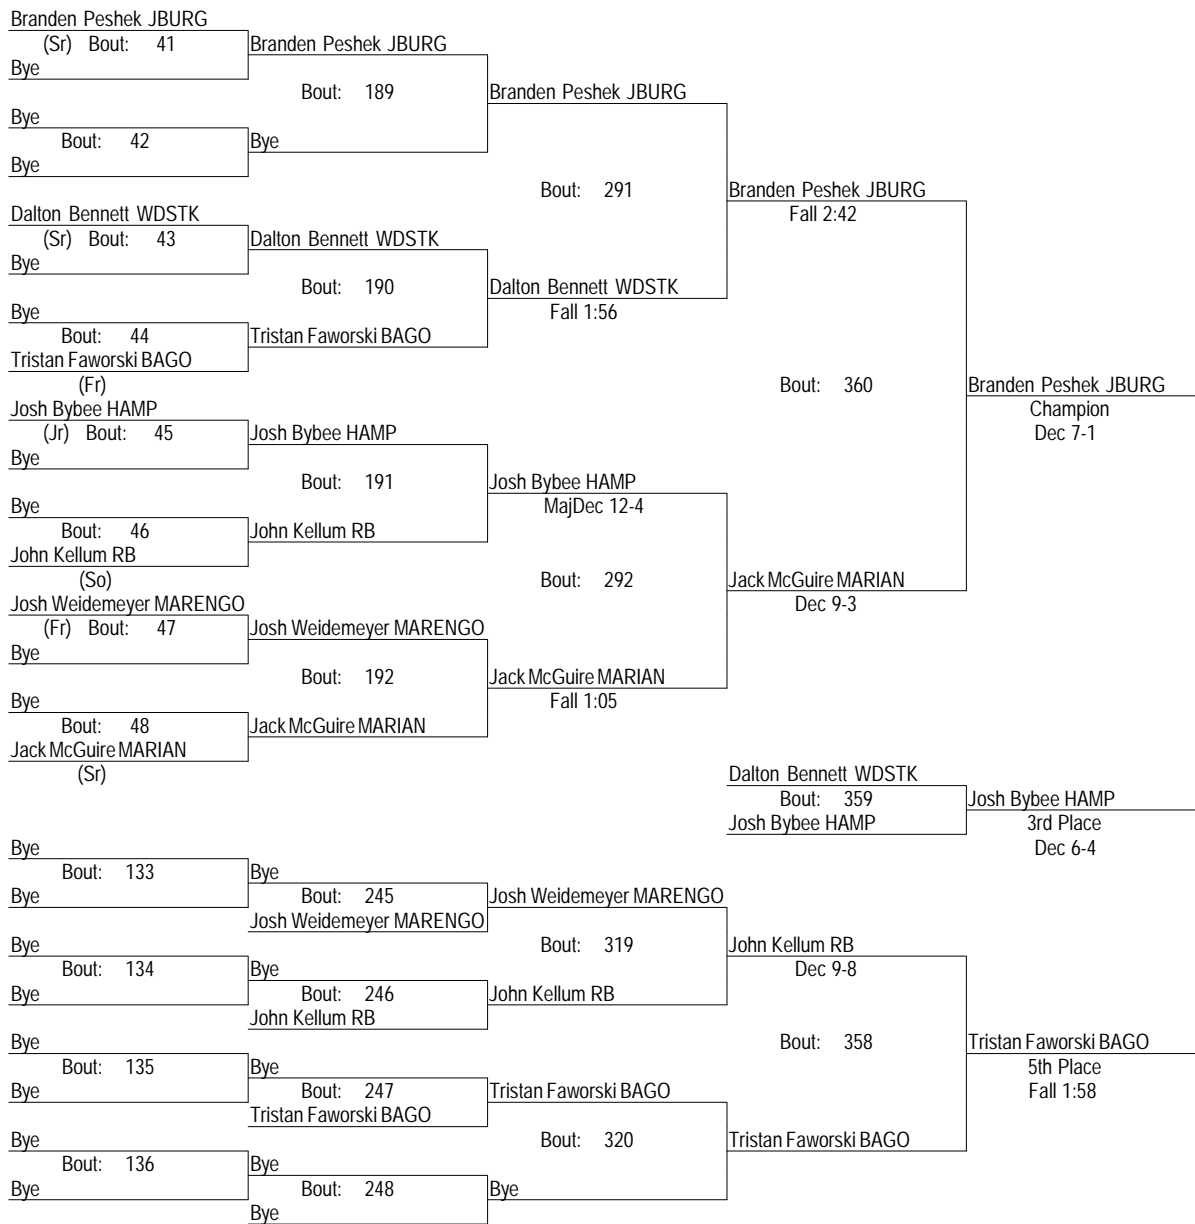 Branden Peshek JBURG
(Sr) Bout: 41
Branden Peshek JBURG
Bye
Bout: 189
Branden Peshek JBURG
Bye
Bout: 42
Bye
Bye
Bout: 291
Branden Peshek JBURG
Fall 2:42
Dalton Bennett WDSTK
(Sr) Bout: 43
Dalton Bennett WDSTK
Bye
Bout: 190
Dalton Bennett WDSTK
Fall 1:56
Bye
Bout: 44
Tristan Faworski BAGO
Tristan Faworski BAGO
(Fr)
Bout: 360
Branden Peshek JBURG
Champion
Dec 7-1
Josh Bybee HAMP
(Jr) Bout: 45
Josh Bybee HAMP
Bye
Bout: 191
Josh Bybee HAMP
MajDec 12-4
Bye
Bout: 46
John Kellum RB
John Kellum RB
(So)
Bout: 292
Jack McGuire MARIAN
Dec 9-3
Josh Weidemeyer MARENGO
(Fr) Bout: 47
Josh Weidemeyer MARENGO
Bye
Bout: 192
Jack McGuire MARIAN
Fall 1:05
Bye
Bout: 48
Jack McGuire MARIAN
Jack McGuire MARIAN
(Sr)
Dalton Bennett WDSTK
Bout: 359
Josh Bybee HAMP
Josh Bybee HAMP
3rd Place
Dec 6-4
Bye
Bout: 133
Bye
Bye
Bout: 245
Josh Weidemeyer MARENGO
Josh Weidemeyer MARENGO
Bye
Bout: 319
John Kellum RB
Dec 9-8
Bout: 134
Bye
Bye
Bout: 246
John Kellum RB
John Kellum RB
Bye
Bout: 358
Tristan Faworski BAGO
5th Place
Fall 1:58
Bout: 135
Bye
Bye
Bout: 247
Tristan Faworski BAGO
Tristan Faworski BAGO
Bye
Bout: 320
Tristan Faworski BAGO
Bout: 136
Bye
Bye
Bout: 248
Bye
Bye